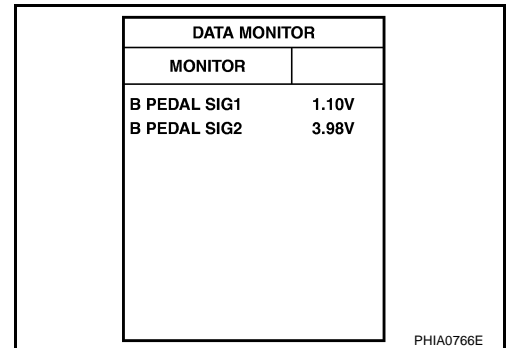 DATA MONITOR
MONITOR
B PEDAL SIG1 1.10V
B PEDAL SIG2 3.98V
PHIA0766E